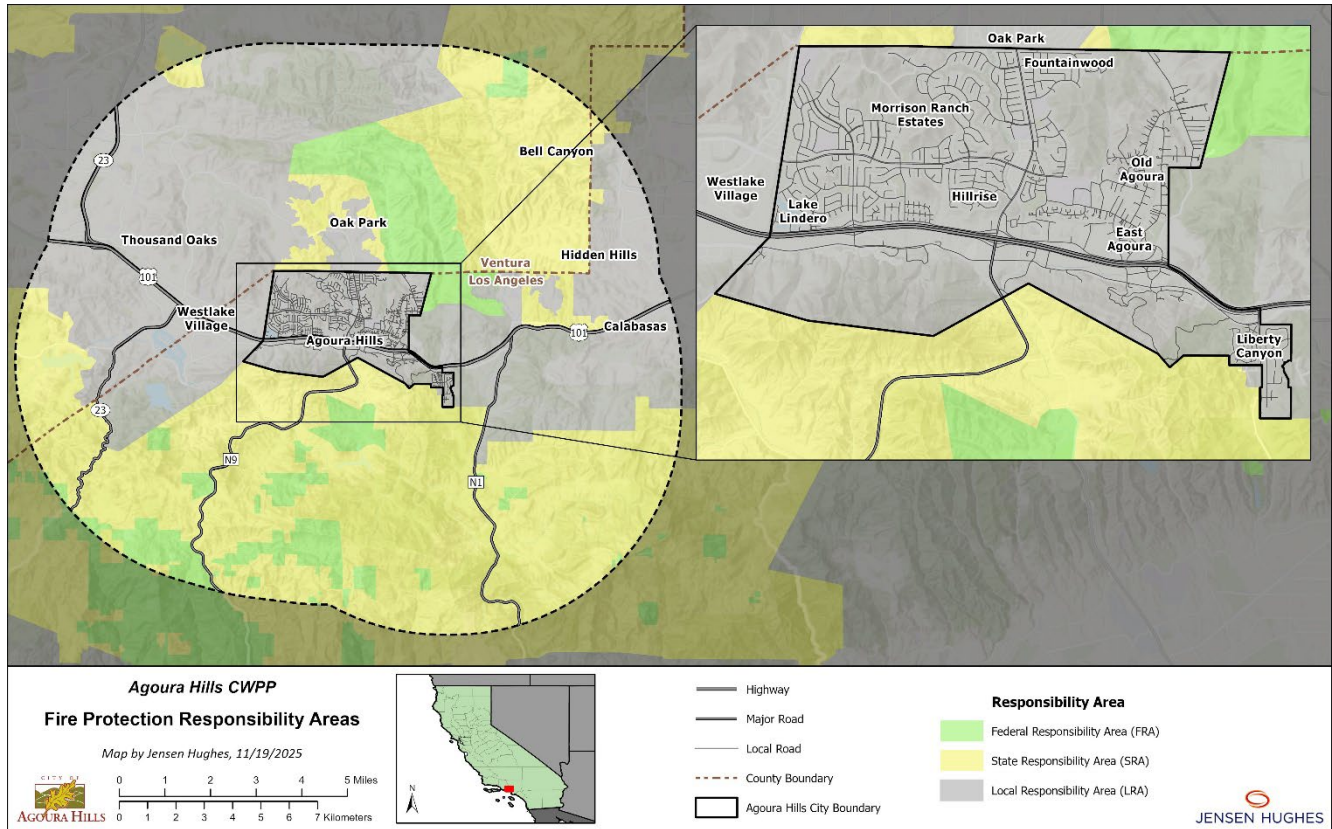 23
Thousand Oaks
101
Westlake
Village
23
Oak Park
Bell Canyon
Hidden Hills
Ventura
Los Angeles
Agoura Hills
101
Calabasas
N9
N1
Oak Park
Fountainwood
Morrison Ranch
Estates
Old
Agoura
Westlake
Village
Lake
Lindero
Hillrise
East
Agoura
Liberty
Canyon
Agoura Hills CWPP
Fire Protection Responsibility Areas
Map by Jensen Hughes, 11/19/2025
CITY OF
AGOURA HILLS
0 1 2 3 4 5 Miles
0 1 2 3 4 5 6 7 Kilometers
N
Highway
Major Road
Local Road
County Boundary
Agoura Hills City Boundary
Responsibility Area
Federal Responsibility Area (FRA)
State Responsibility Area (SRA)
Local Responsibility Area (LRA)
JENSEN HUGHES